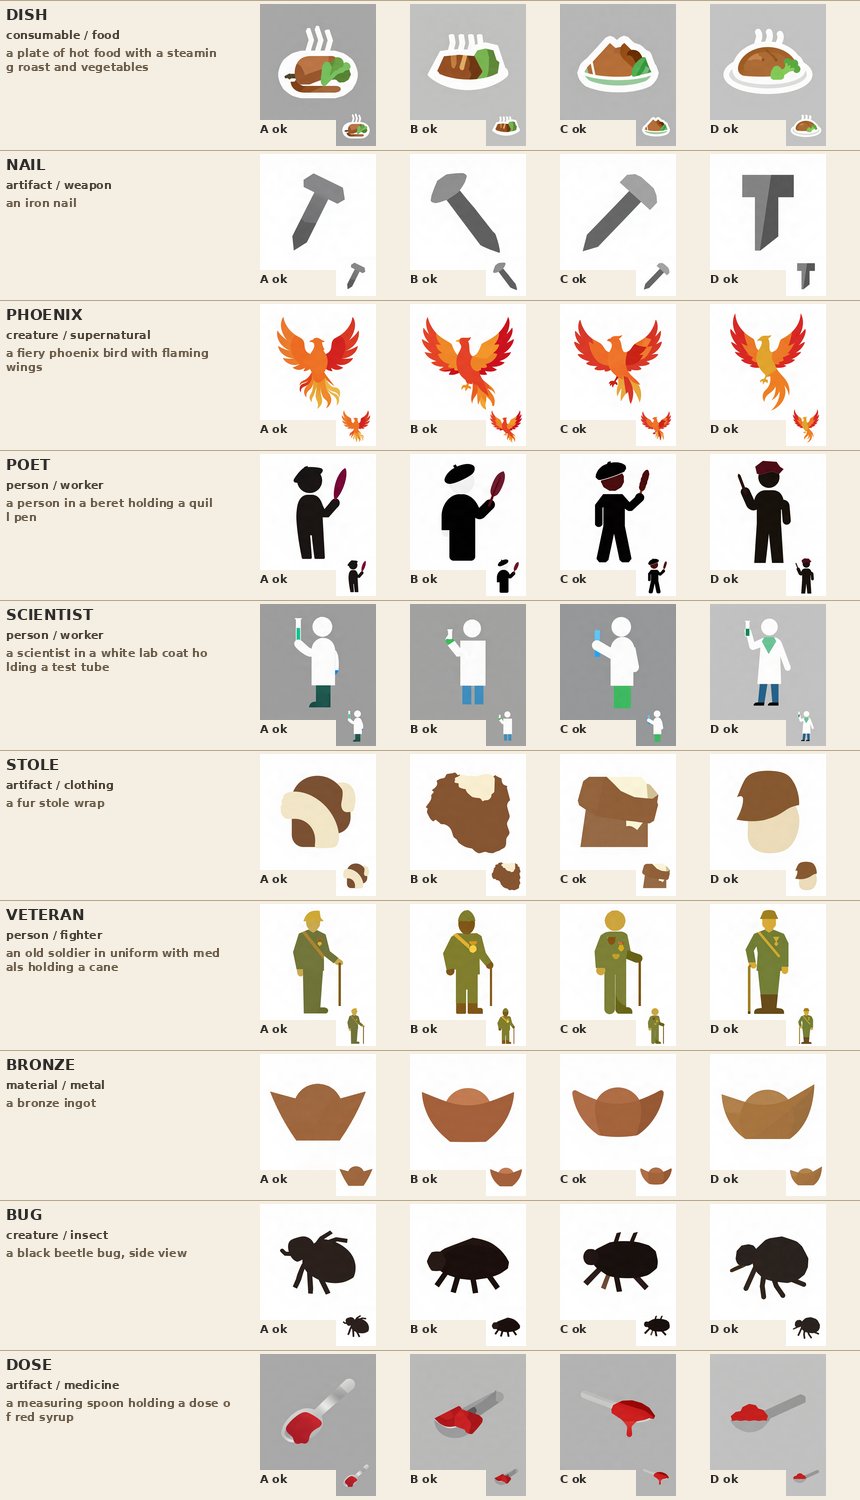 DISH
consumable / food
a plate of hot food with a steamin
g roast and vegetables
A ok
B ok
C ok
D ok
NAIL
artifact / weapon
an iron nail
A ok
B ok
C ok
D ok
PHOENIX
creature / supernatural
a fiery phoenix bird with flaming
wings
A ok
B ok
C ok
D ok
POET
person / worker
a person in a beret holding a quil
l pen
A ok
B ok
C ok
D ok
SCIENTIST
person / worker
a scientist in a white lab coat ho
lding a test tube
A ok
B ok
C ok
D ok
STOLE
artifact / clothing
a fur stole wrap
A ok
B ok
C ok
D ok
VETERAN
person / fighter
an old soldier in uniform with med
als holding a cane
A ok
B ok
C ok
D ok
BRONZE
material / metal
a bronze ingot
A ok
B ok
C ok
D ok
BUG
creature / insect
a black beetle bug, side view
A ok
B ok
C ok
D ok
DOSE
artifact / medicine
a measuring spoon holding a dose o
f red syrup
A ok
B ok
C ok
D ok